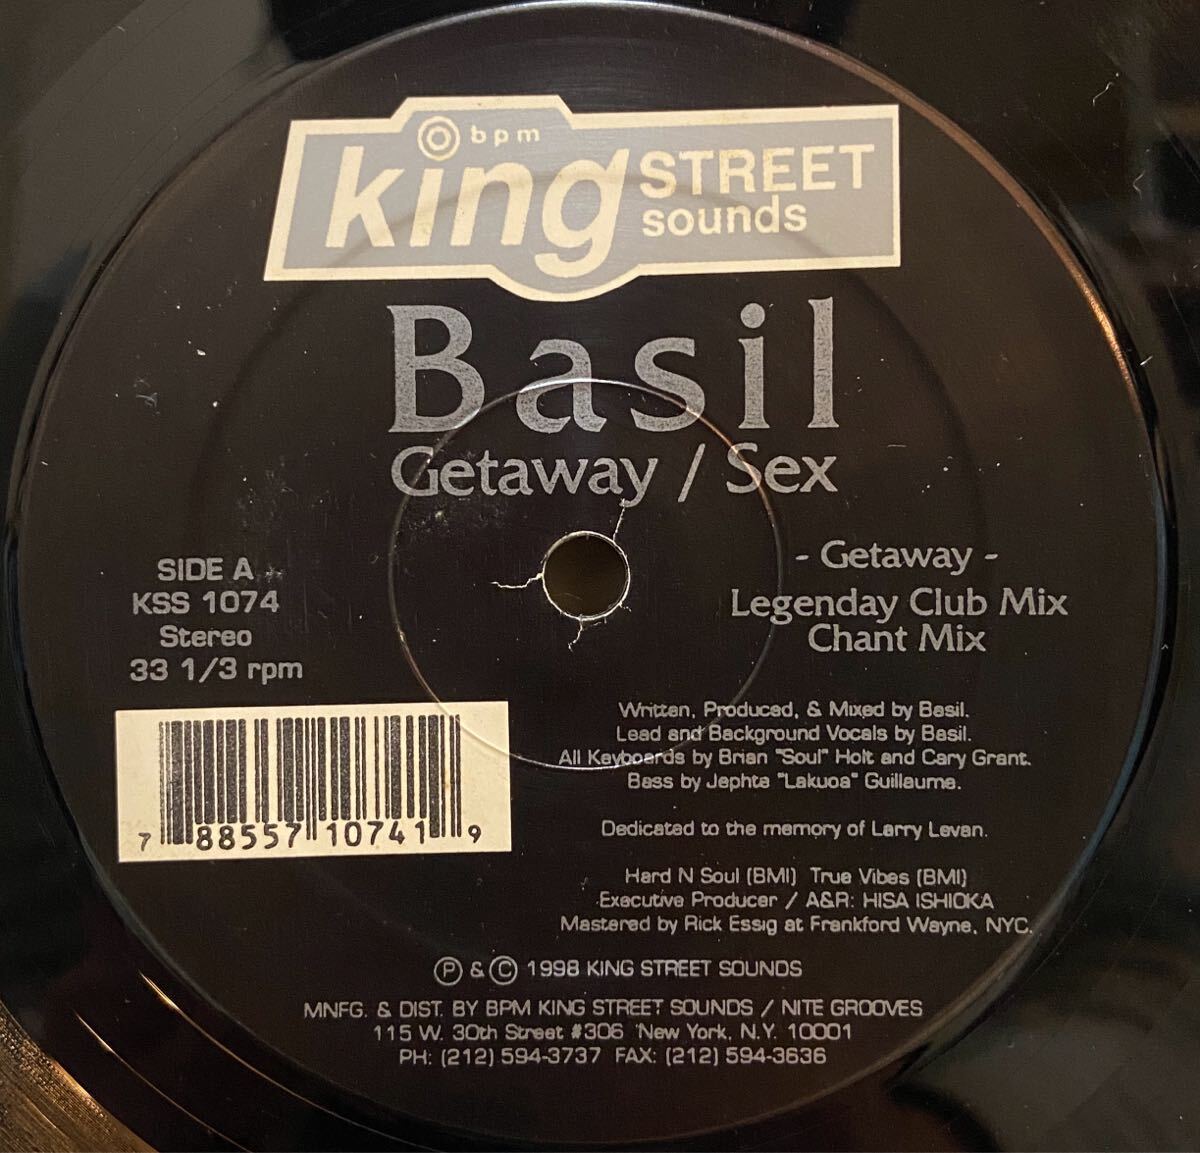 bpm
king STREET
sounds
Basil
Getaway / Sex
SIDE A
KSS 1074
Stereo
33 1/3 rpm
- Getaway -
Legenday Club Mix
Chant Mix
7 88557 10741 9
Written, Produced, & Mixed by Basil.
Lead and Background Vocals by Basil.
All Keyboards by Brian "Soul" Holt and Cary Grant.
Bass by Jephta "Lakuoa" Guillaume.
Dedicated to the memory of Larry Levan.
Hard N Soul (BMI) True Vibes (BMI)
Executive Producer / A&R: HISA ISHIOKA
Mastered by Rick Essig at Frankford Wayne, NYC.
Ⓟ & Ⓒ 1998 KING STREET SOUNDS
MNFG. & DIST. BY BPM KING STREET SOUNDS / NITE GROOVES
115 W. 30th Street #306 New York, N.Y. 10001
PH: (212) 594-3737 FAX: (212) 594-3636